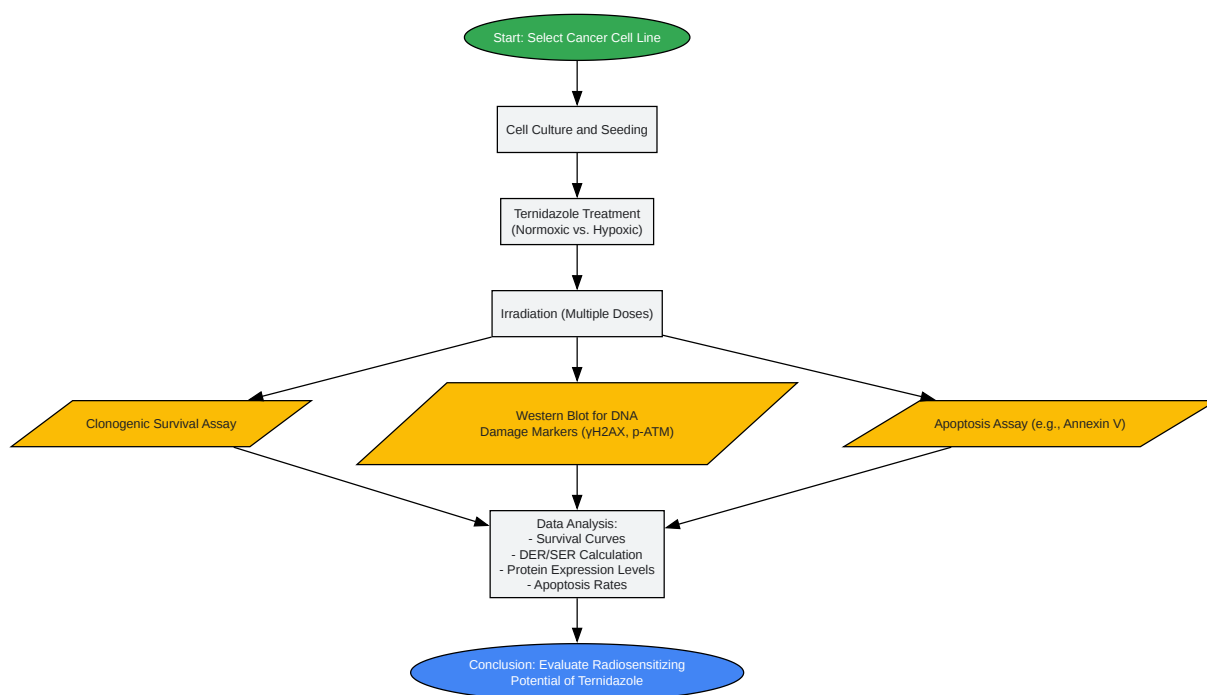 Start: Select Cancer Cell Line
Cell Culture and Seeding
Ternidazole Treatment
(Normoxic vs. Hypoxic)
Irradiation (Multiple Doses)
Clonogenic Survival Assay
Western Blot for DNA
Damage Markers (γH2AX, p-ATM)
Apoptosis Assay (e.g., Annexin V)
Data Analysis:
- Survival Curves
- DER/SER Calculation
- Protein Expression Levels
- Apoptosis Rates
Conclusion: Evaluate Radiosensitizing
Potential of Ternidazole